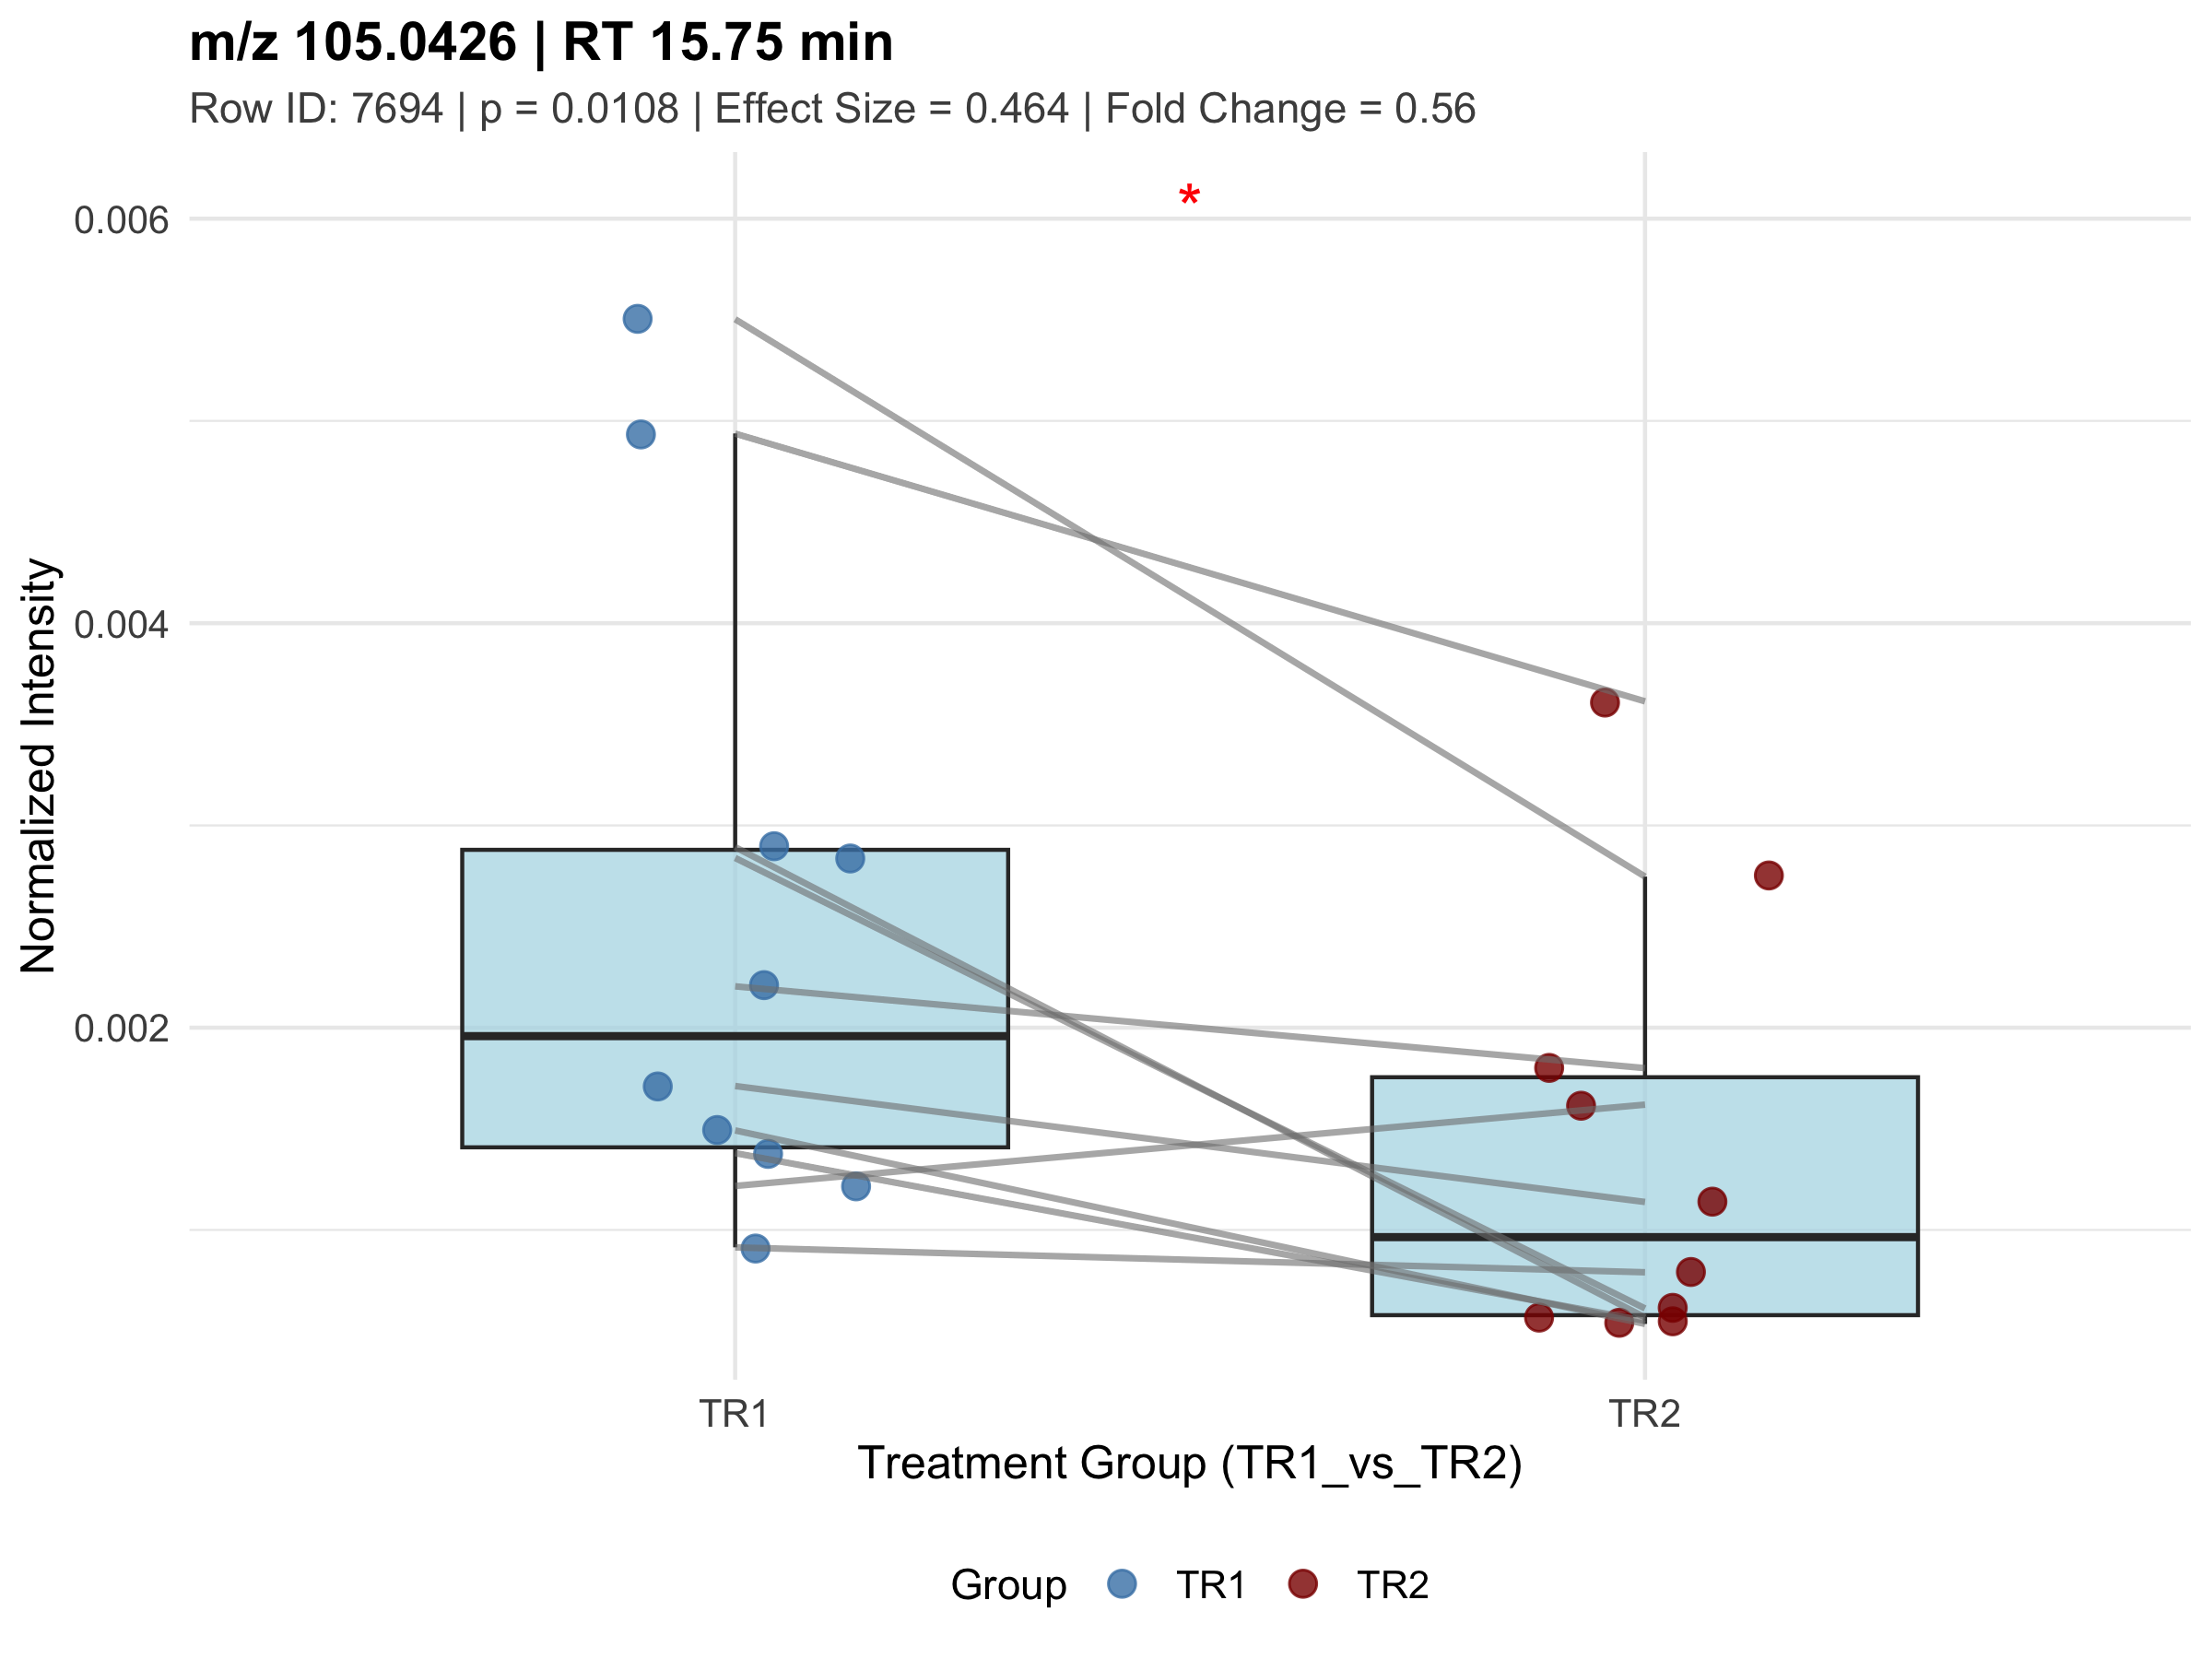 m/z 105.0426 | RT 15.75 min
Row ID: 7694 | p = 0.0108 | Effect Size = 0.464 | Fold Change = 0.56
*
0.006
0.004
0.002
Normalized Intensity
TR1
TR2
Treatment Group (TR1_vs_TR2)
Group TR1 TR2